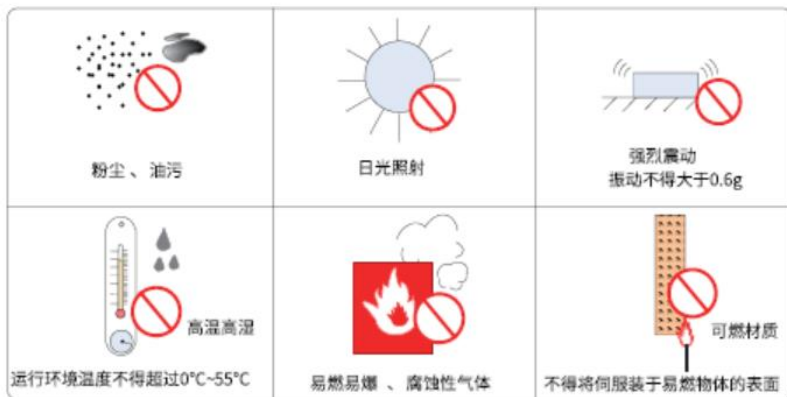 粉尘 、 油污
日光照射
强烈震动
振动不得大于0.6g
高温高湿
运行环境温度不得超过0℃~55℃
易燃易爆 、 腐蚀性气体
可燃材质
不得将伺服装于易燃物体的表面